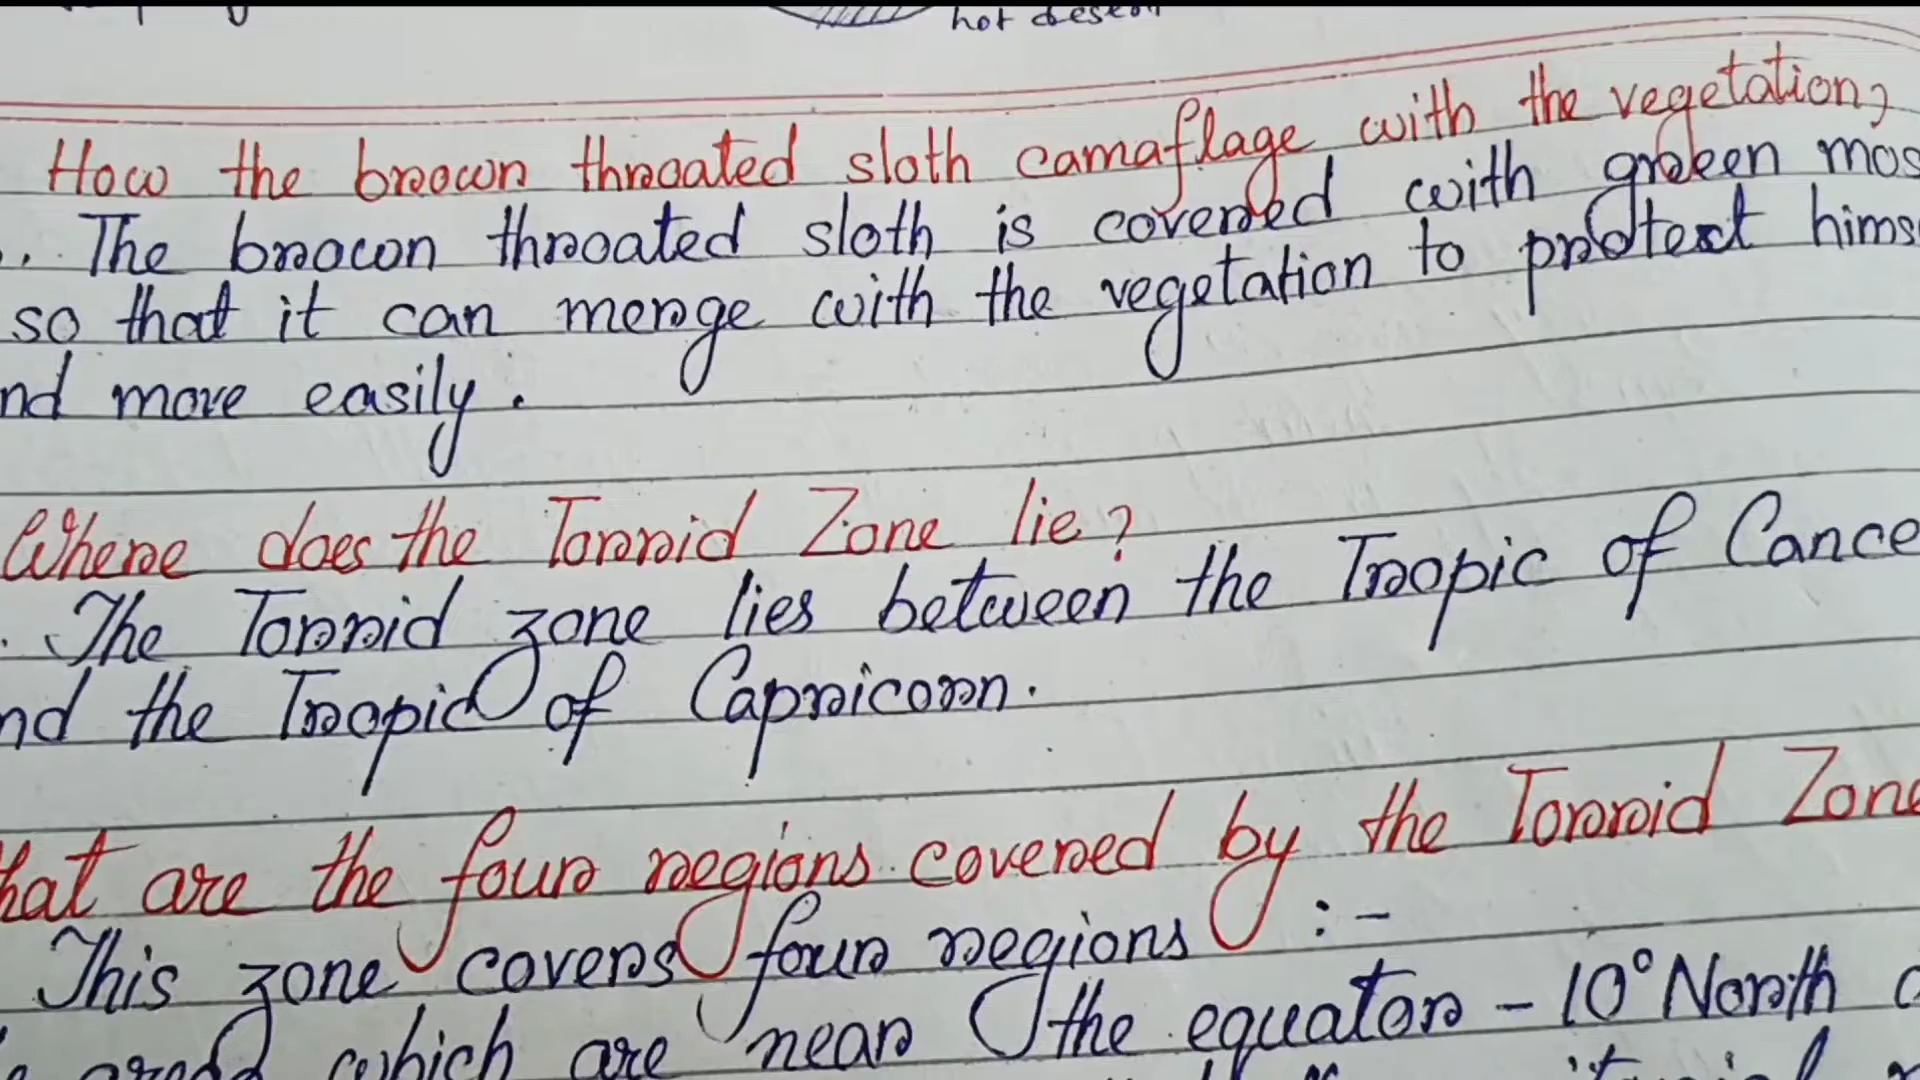 hot desert
How the brown throated sloth camaflage with the vegetation?
. The brown throated sloth is covered with green mos
so that it can merge with the vegetation to protect hims
nd move easily.
Where does the Torrid Zone lie?
. The Torrid zone lies between the Tropic of Cance
nd the Tropic of Capricorn.
hat are the four regions covered by the Torrid Zone
This zone covers four regions :-
which are near the equator - 10° North